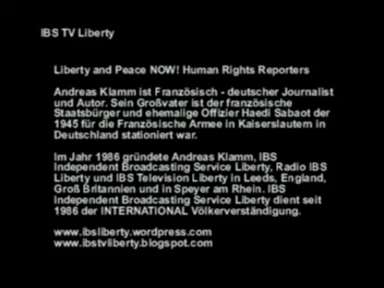 IBS TV Liberty
Liberty and Peace NOW! Human Rights Reporters
Andreas Klamm ist Französisch - deutscher Journalist
und Autor. Sein Großvater ist der französische
Staatsbürger und ehemalige Offizier Haedi Sabaot der
1945 für die Französische Armee in Kaiserslautern in
Deutschland stationiert war.
Im Jahr 1986 gründete Andreas Klamm, IBS
Independent Broadcasting Service Liberty, Radio IBS
Liberty und IBS Television Liberty in Leeds, England,
Groß Britannien und in Speyer am Rhein. IBS
Independent Broadcasting Service Liberty dient seit
1986 der INTERNATIONAL Völkerverständigung.
www.ibsliberty.wordpress.com
www.ibstvliberty.blogspot.com